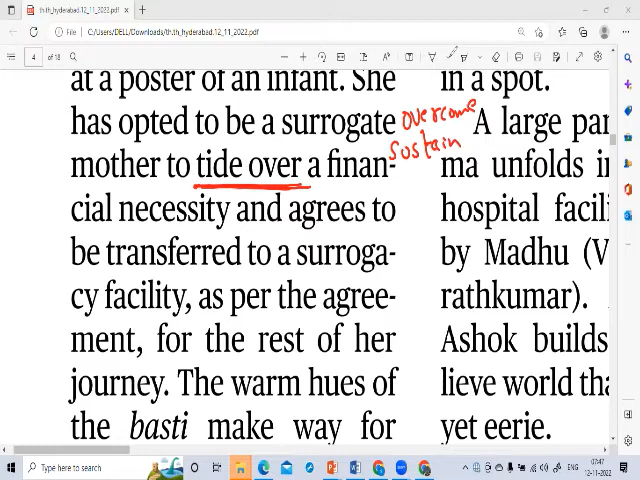 th.th_hyderabad.12_11_2022.pdf
File
C:/Users/DELL/Downloads/th.th_hyderabad.12_11_2022.pdf
4 of 18
at a poster of an infant. She
has opted to be a surrogate
mother to tide over a finan-
cial necessity and agrees to
be transferred to a surroga-
cy facility, as per the agree-
ment, for the rest of her
journey. The warm hues of
the basti make way for
overcome
sustain
in a spot.
A large par
ma unfolds in
hospital facili
by Madhu (V
rathkumar).
Ashok builds
lieve world tha
yet eerie.
Type here to search
ENG
07:47
12-11-2022